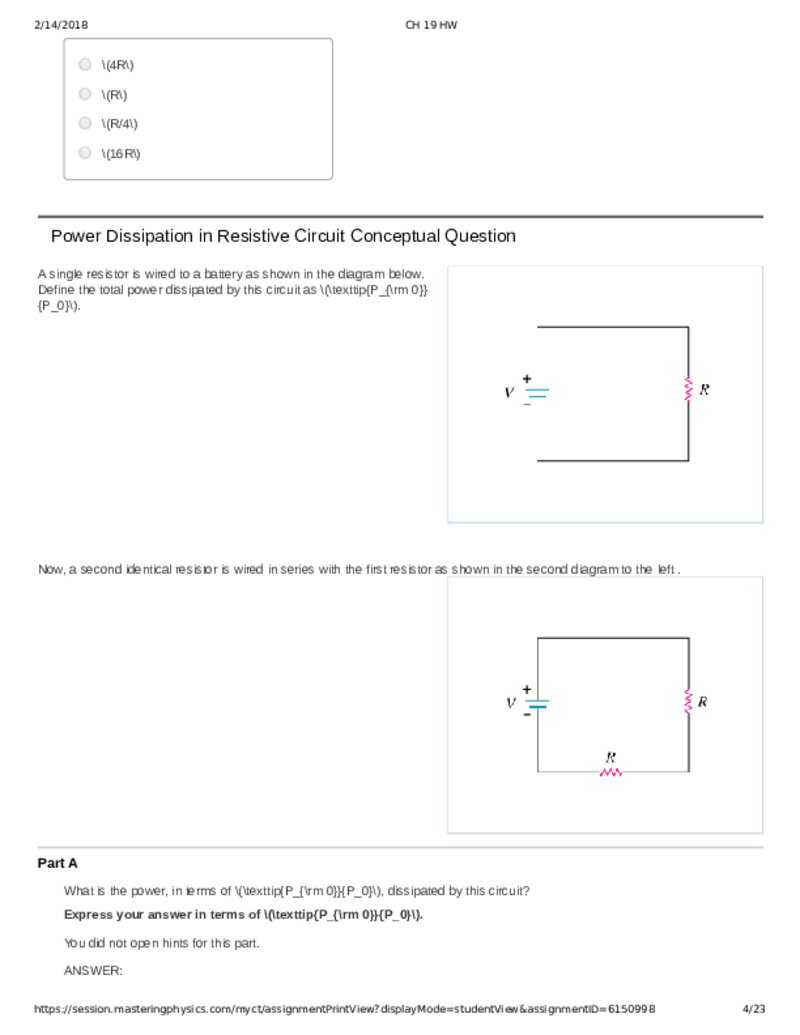 2/14/2018 CH 19 HW
\(4R\)
\(R\)
\(R/4\)
\(16R\)
Power Dissipation in Resistive Circuit Conceptual Question
A single resistor is wired to a battery as shown in the diagram below.
Define the total power dissipated by this circuit as \(\texttip{P_{\rm 0}}
{P_0}\).
+
V
R
−
Now, a second identical resistor is wired in series with the first resistor as shown in the second diagram to the left .
+
V
R
−
R
Part A
What is the power, in terms of \(\texttip{P_{\rm 0}}{P_0}\), dissipated by this circuit?
Express your answer in terms of \(\texttip{P_{\rm 0}}{P_0}\).
You did not open hints for this part.
ANSWER:
https://session.masteringphysics.com/myct/assignmentPrintView?displayMode=studentView&assignmentID=6150998 4/23